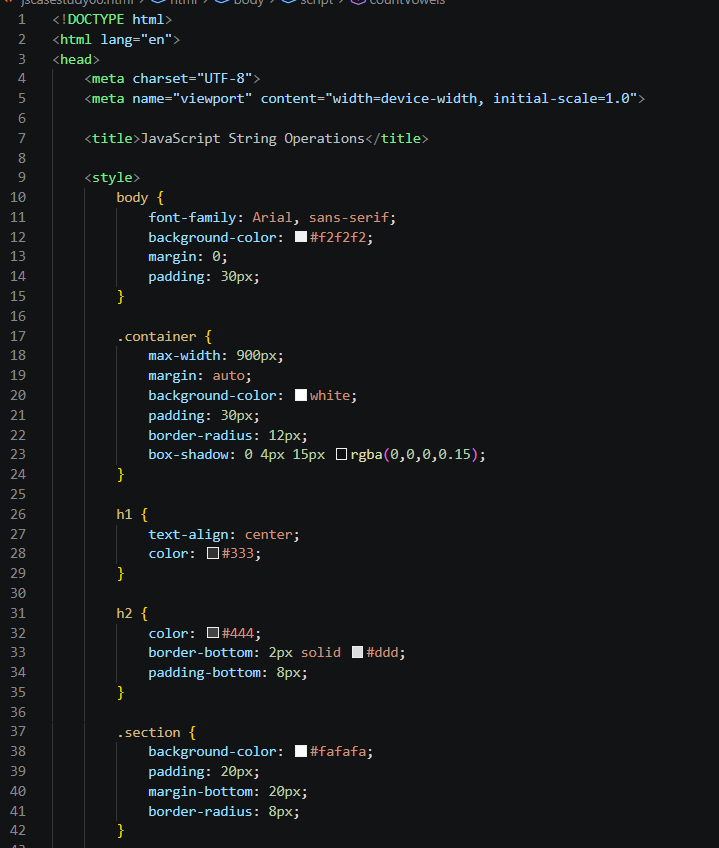 jscasestudy06.html > html > body > script > countVowels
1 <!DOCTYPE html>
2 <html lang="en">
3 <head>
4     <meta charset="UTF-8">
5     <meta name="viewport" content="width=device-width, initial-scale=1.0">
6
7     <title>JavaScript String Operations</title>
8
9     <style>
10         body {
11             font-family: Arial, sans-serif;
12             background-color: #f2f2f2;
13             margin: 0;
14             padding: 30px;
15         }
16
17         .container {
18             max-width: 900px;
19             margin: auto;
20             background-color: white;
21             padding: 30px;
22             border-radius: 12px;
23             box-shadow: 0 4px 15px rgba(0,0,0,0.15);
24         }
25
26         h1 {
27             text-align: center;
28             color: #333;
29         }
30
31         h2 {
32             color: #444;
33             border-bottom: 2px solid #ddd;
34             padding-bottom: 8px;
35         }
36
37         .section {
38             background-color: #fafafa;
39             padding: 20px;
40             margin-bottom: 20px;
41             border-radius: 8px;
42         }